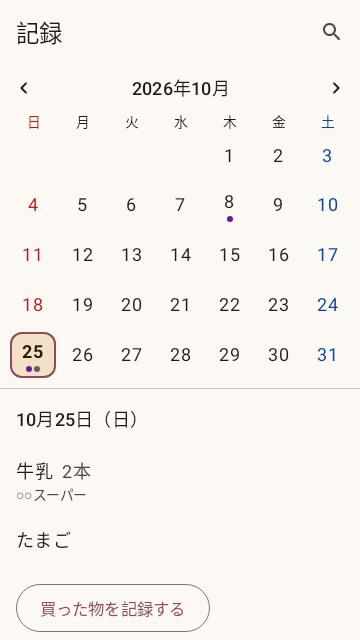 記録
2026年10月
日 月 火 水 木 金 土
1 2 3
4 5 6 7 8 9 10
11 12 13 14 15 16 17
18 19 20 21 22 23 24
25 26 27 28 29 30 31
10月25日（日）
牛乳 2本
○○スーパー
たまご
買った物を記録する